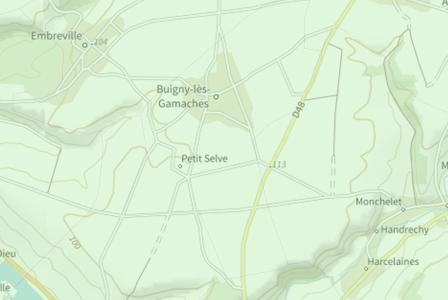 Embreville
104
Buigny-lès-
Gamaches
D48
Petit Selve
113
Monchelet
Handrechy
100
Harcelaines